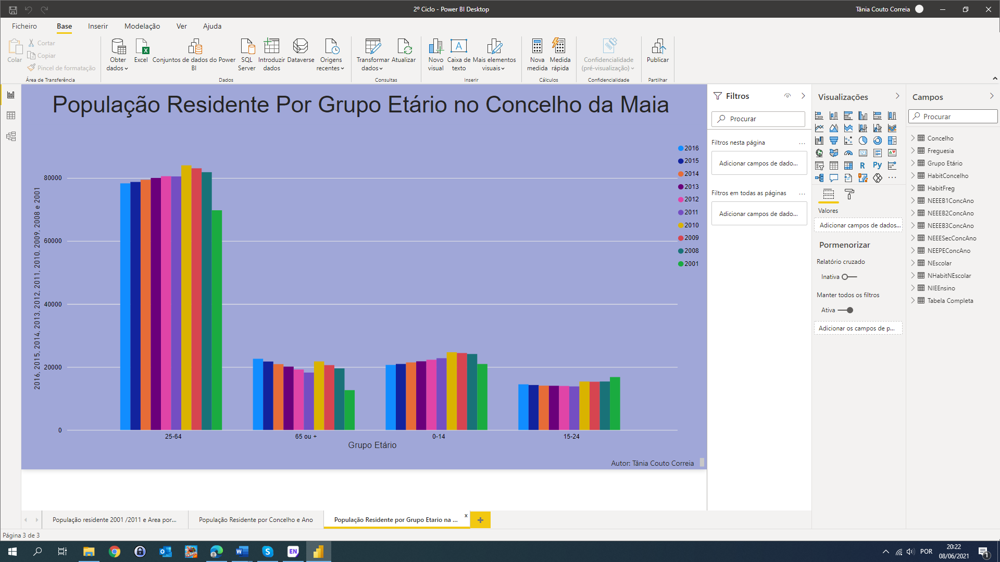 2º Ciclo - Power BI Desktop
Tânia Couto Correia
Ficheiro
Base
Inserir
Modelação
Ver
Ajuda
Colar
Cortar
Copiar
Pincel de formatação
Área de Transferência
Obter dados
Excel
Conjuntos de dados do Power BI
SQL Server
Introduzir dados
Dataverse
Origens recentes
Dados
Transformar dados
Atualizar
Consultas
Novo visual
Caixa de texto
Mais elementos visuais
Inserir
Nova medida
Medida rápida
Cálculos
Confidencialidade (pré-visualização)
Confidencialidade
Publicar
Partilhar
População Residente Por Grupo Etário no Concelho da Maia
2016, 2015, 2014, 2013, 2012, 2011, 2010, 2009, 2008 e 2001
80000
60000
40000
20000
0
25-64
65 ou +
0-14
15-24
Grupo Etário
2016
2015
2014
2013
2012
2011
2010
2009
2008
2001
Autor: Tânia Couto Correia
Filtros
Procurar
Filtros nesta página
...
Adicionar campos de dado...
Filtros em todas as páginas
...
Adicionar campos de dado...
Visualizações
123
R
Py
...
Valores
Adicionar campos de dados...
Pormenorizar
Relatório cruzado
Inativa
Manter todos os filtros
Ativa
Adicionar os campos de p...
Campos
Procurar
Concelho
Freguesia
Grupo Etário
HabitConcelho
HabitFreg
NEEEB1ConcAno
NEEEB2ConcAno
NEEEB3ConcAno
NEEESecConcAno
NEEPEConcAno
NEscolar
NHabitNEscolar
NIEEnsino
Tabela Completa
População residente 2001 /2011 e Area por...
População Residente por Concelho e Ano
População Residente por Grupo Etario na ...
x
+
Página 3 de 3
EN
POR
20:22
08/06/2021
1